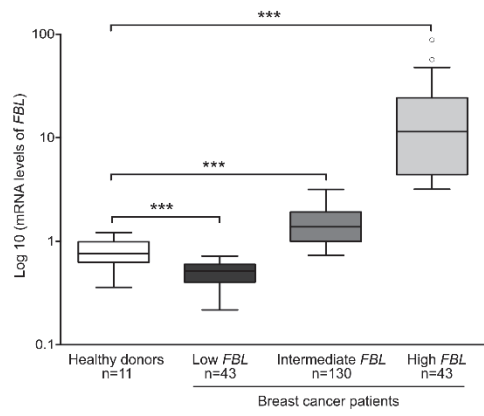 ***
100
***
10
***
1
0.1
Log 10 (mRNA levels of FBL)
Healthy donors Low FBL Intermediate FBL High FBL
n=11 n=43 n=130 n=43
Breast cancer patients